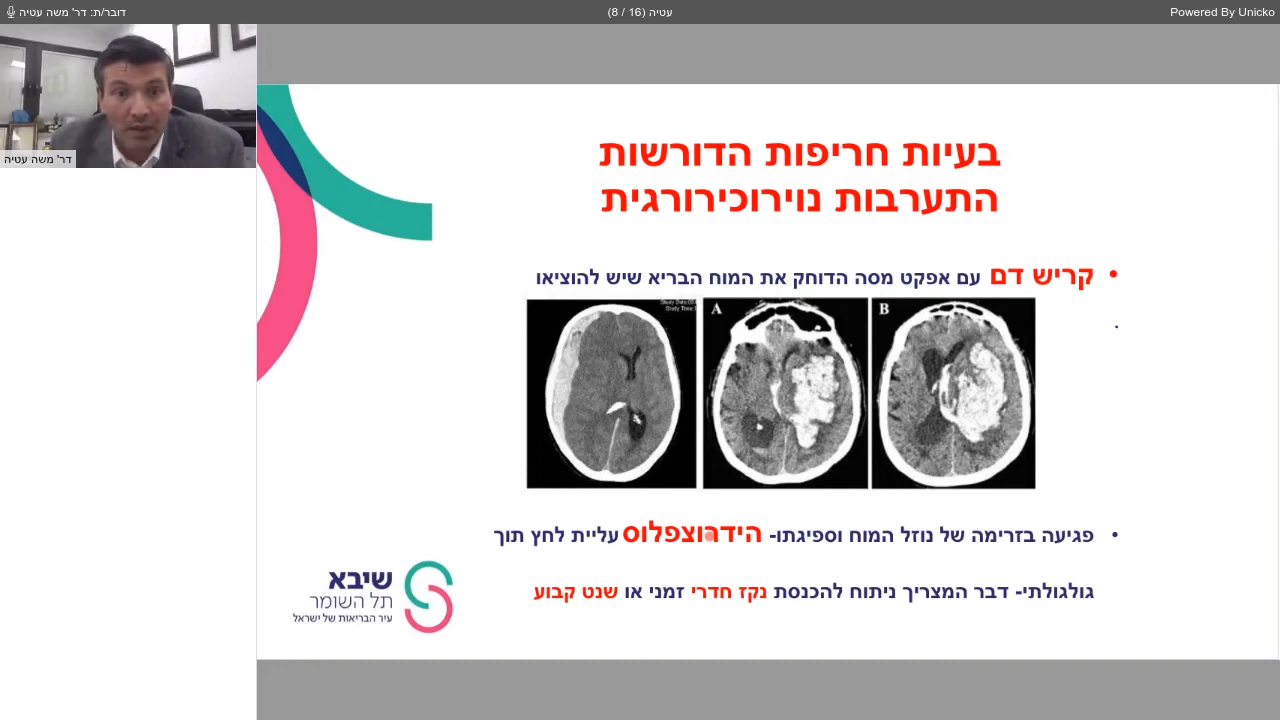 דובר/ת: דר' משה עטיה
עטיה (16 / 8)
Powered By Unicko
דר' משה עטיה
בעיות חריפות הדורשות
התערבות נוירוכירורגית
• קריש דם עם אפקט מסה הדוחק את המוח הבריא שיש להוציאו
A
B
• פגיעה בזרימה של נוזל המוח וספיגתו- הידרוצפלוס עליית לחץ תוך
גולגולתי- דבר המצריך ניתוח להכנסת נקז חדרי זמני או שנט קבוע
שיבא
תל השומר
עיר הבריאות של ישראל